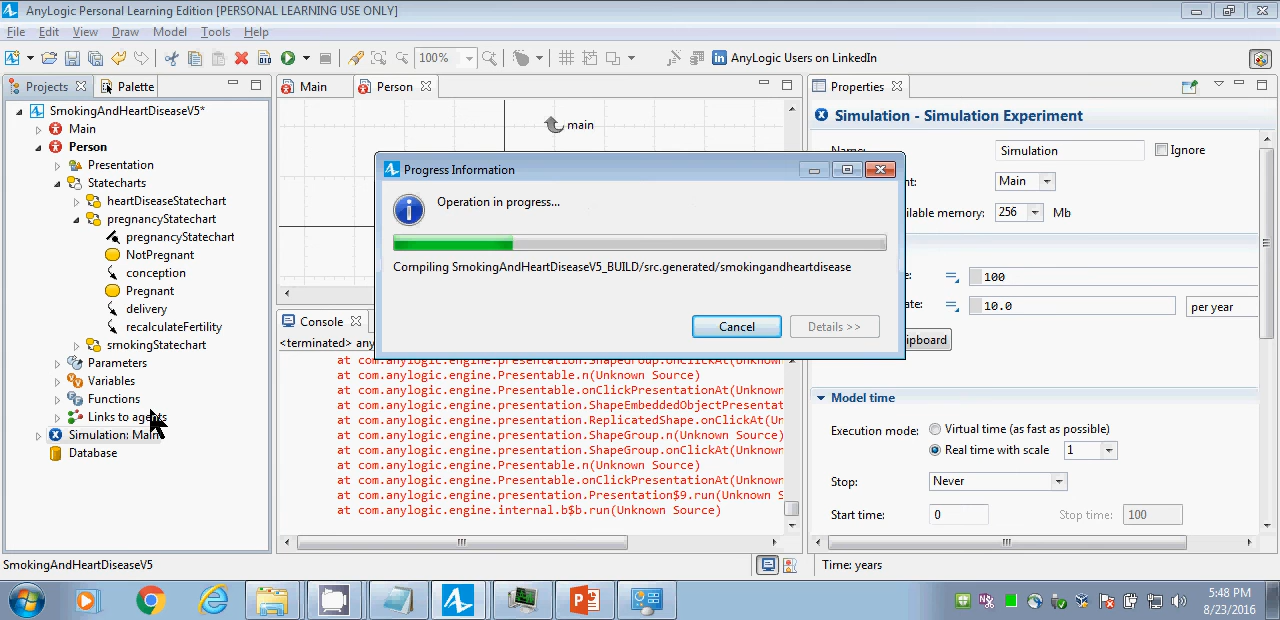 AnyLogic Personal Learning Edition [PERSONAL LEARNING USE ONLY]
File Edit View Draw Model Tools Help
100% AnyLogic Users on LinkedIn
Projects Palette
SmokingAndHeartDiseaseV5*
Main
Person
Presentation
Statecharts
heartDiseaseStatechart
pregnancyStatechart
pregnancyStatechart
NotPregnant
conception
Pregnant
delivery
recalculateFertility
smokingStatechart
Parameters
Variables
Functions
Links to agents
Simulation: Main
Database
Main Person
main
Progress Information
Operation in progress...
Compiling SmokingAndHeartDiseaseV5_BUILD/src.generated/smokingandheartdisease
Cancel Details >>
Console
<terminated> any
at com.anylogic.engine.presentation.ShapeGroup.onClickAt(Unknown
at com.anylogic.engine.Presentable.n(Unknown Source)
at com.anylogic.engine.Presentable.onClickPresentationAt(Unknown
at com.anylogic.engine.presentation.ShapeEmbeddedObjectPresentat
at com.anylogic.engine.presentation.ReplicatedShape.onClickAt(Un
at com.anylogic.engine.presentation.ShapeGroup.n(Unknown Source)
at com.anylogic.engine.presentation.ShapeGroup.onClickAt(Unknown
at com.anylogic.engine.Presentable.n(Unknown Source)
at com.anylogic.engine.Presentable.onClickPresentationAt(Unknown
at com.anylogic.engine.presentation.Presentation$9.run(Unknown S
at com.anylogic.engine.internal.b$b.run(Unknown Source)
Properties
Simulation - Simulation Experiment
Simulation Ignore
nt: Main
ilable memory: 256 Mb
e: 100
ate: 10.0 per year
ipboard
Model time
Execution mode: Virtual time (as fast as possible)
Real time with scale 1
Stop: Never
Start time: 0 Stop time: 100
SmokingAndHeartDiseaseV5
Time: years
5:48 PM
8/23/2016